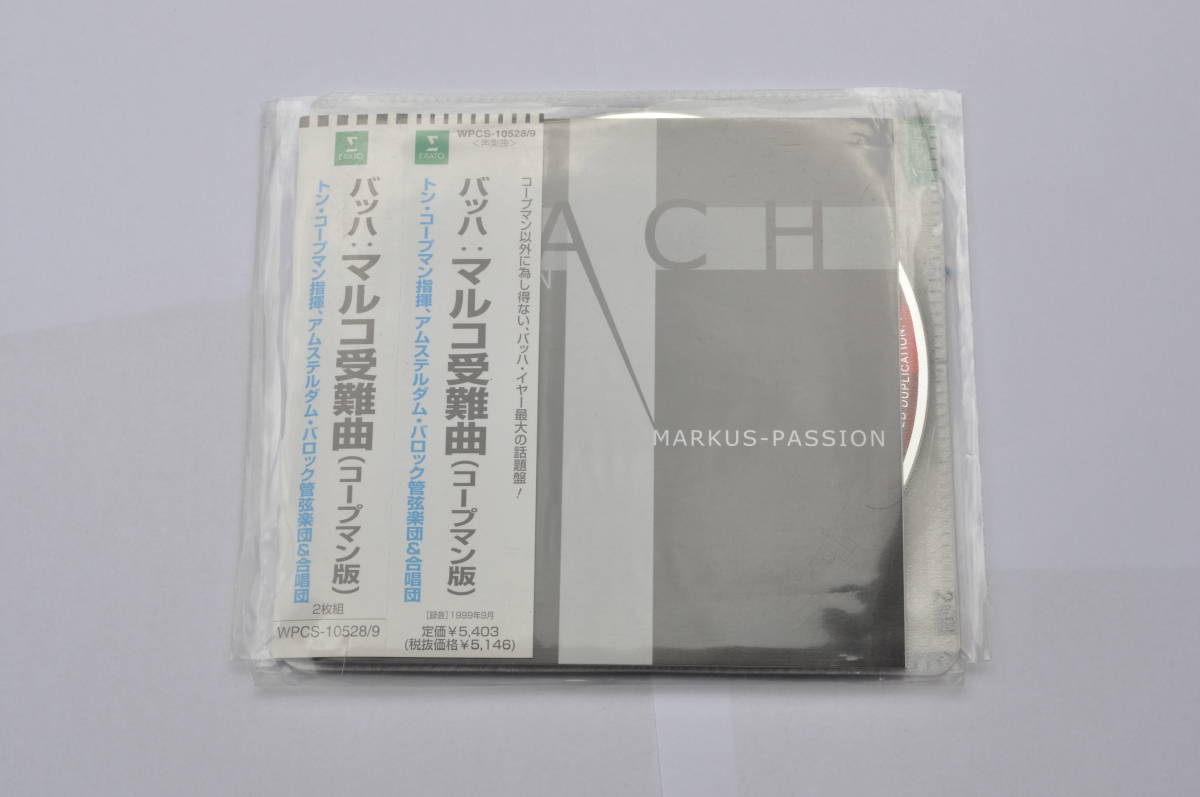 WPCS-10528/9
<声楽曲>
コープマン以外に為し得ない、バッハ・イヤー最大の話題盤!
ERATO
バッハ:マルコ受難曲(コープマン版)
トン・コープマン指揮、アムステルダム・バロック管弦楽団&合唱団
[録音]1999年9月
定価¥5,403
(税抜価格¥5,146)
ERATO
バッハ:マルコ受難曲(コープマン版)
トン・コープマン指揮、アムステルダム・バロック管弦楽団&合唱団
2枚組
WPCS-10528/9
ACH
N
MARKUS-PASSION
DUPLICATION.